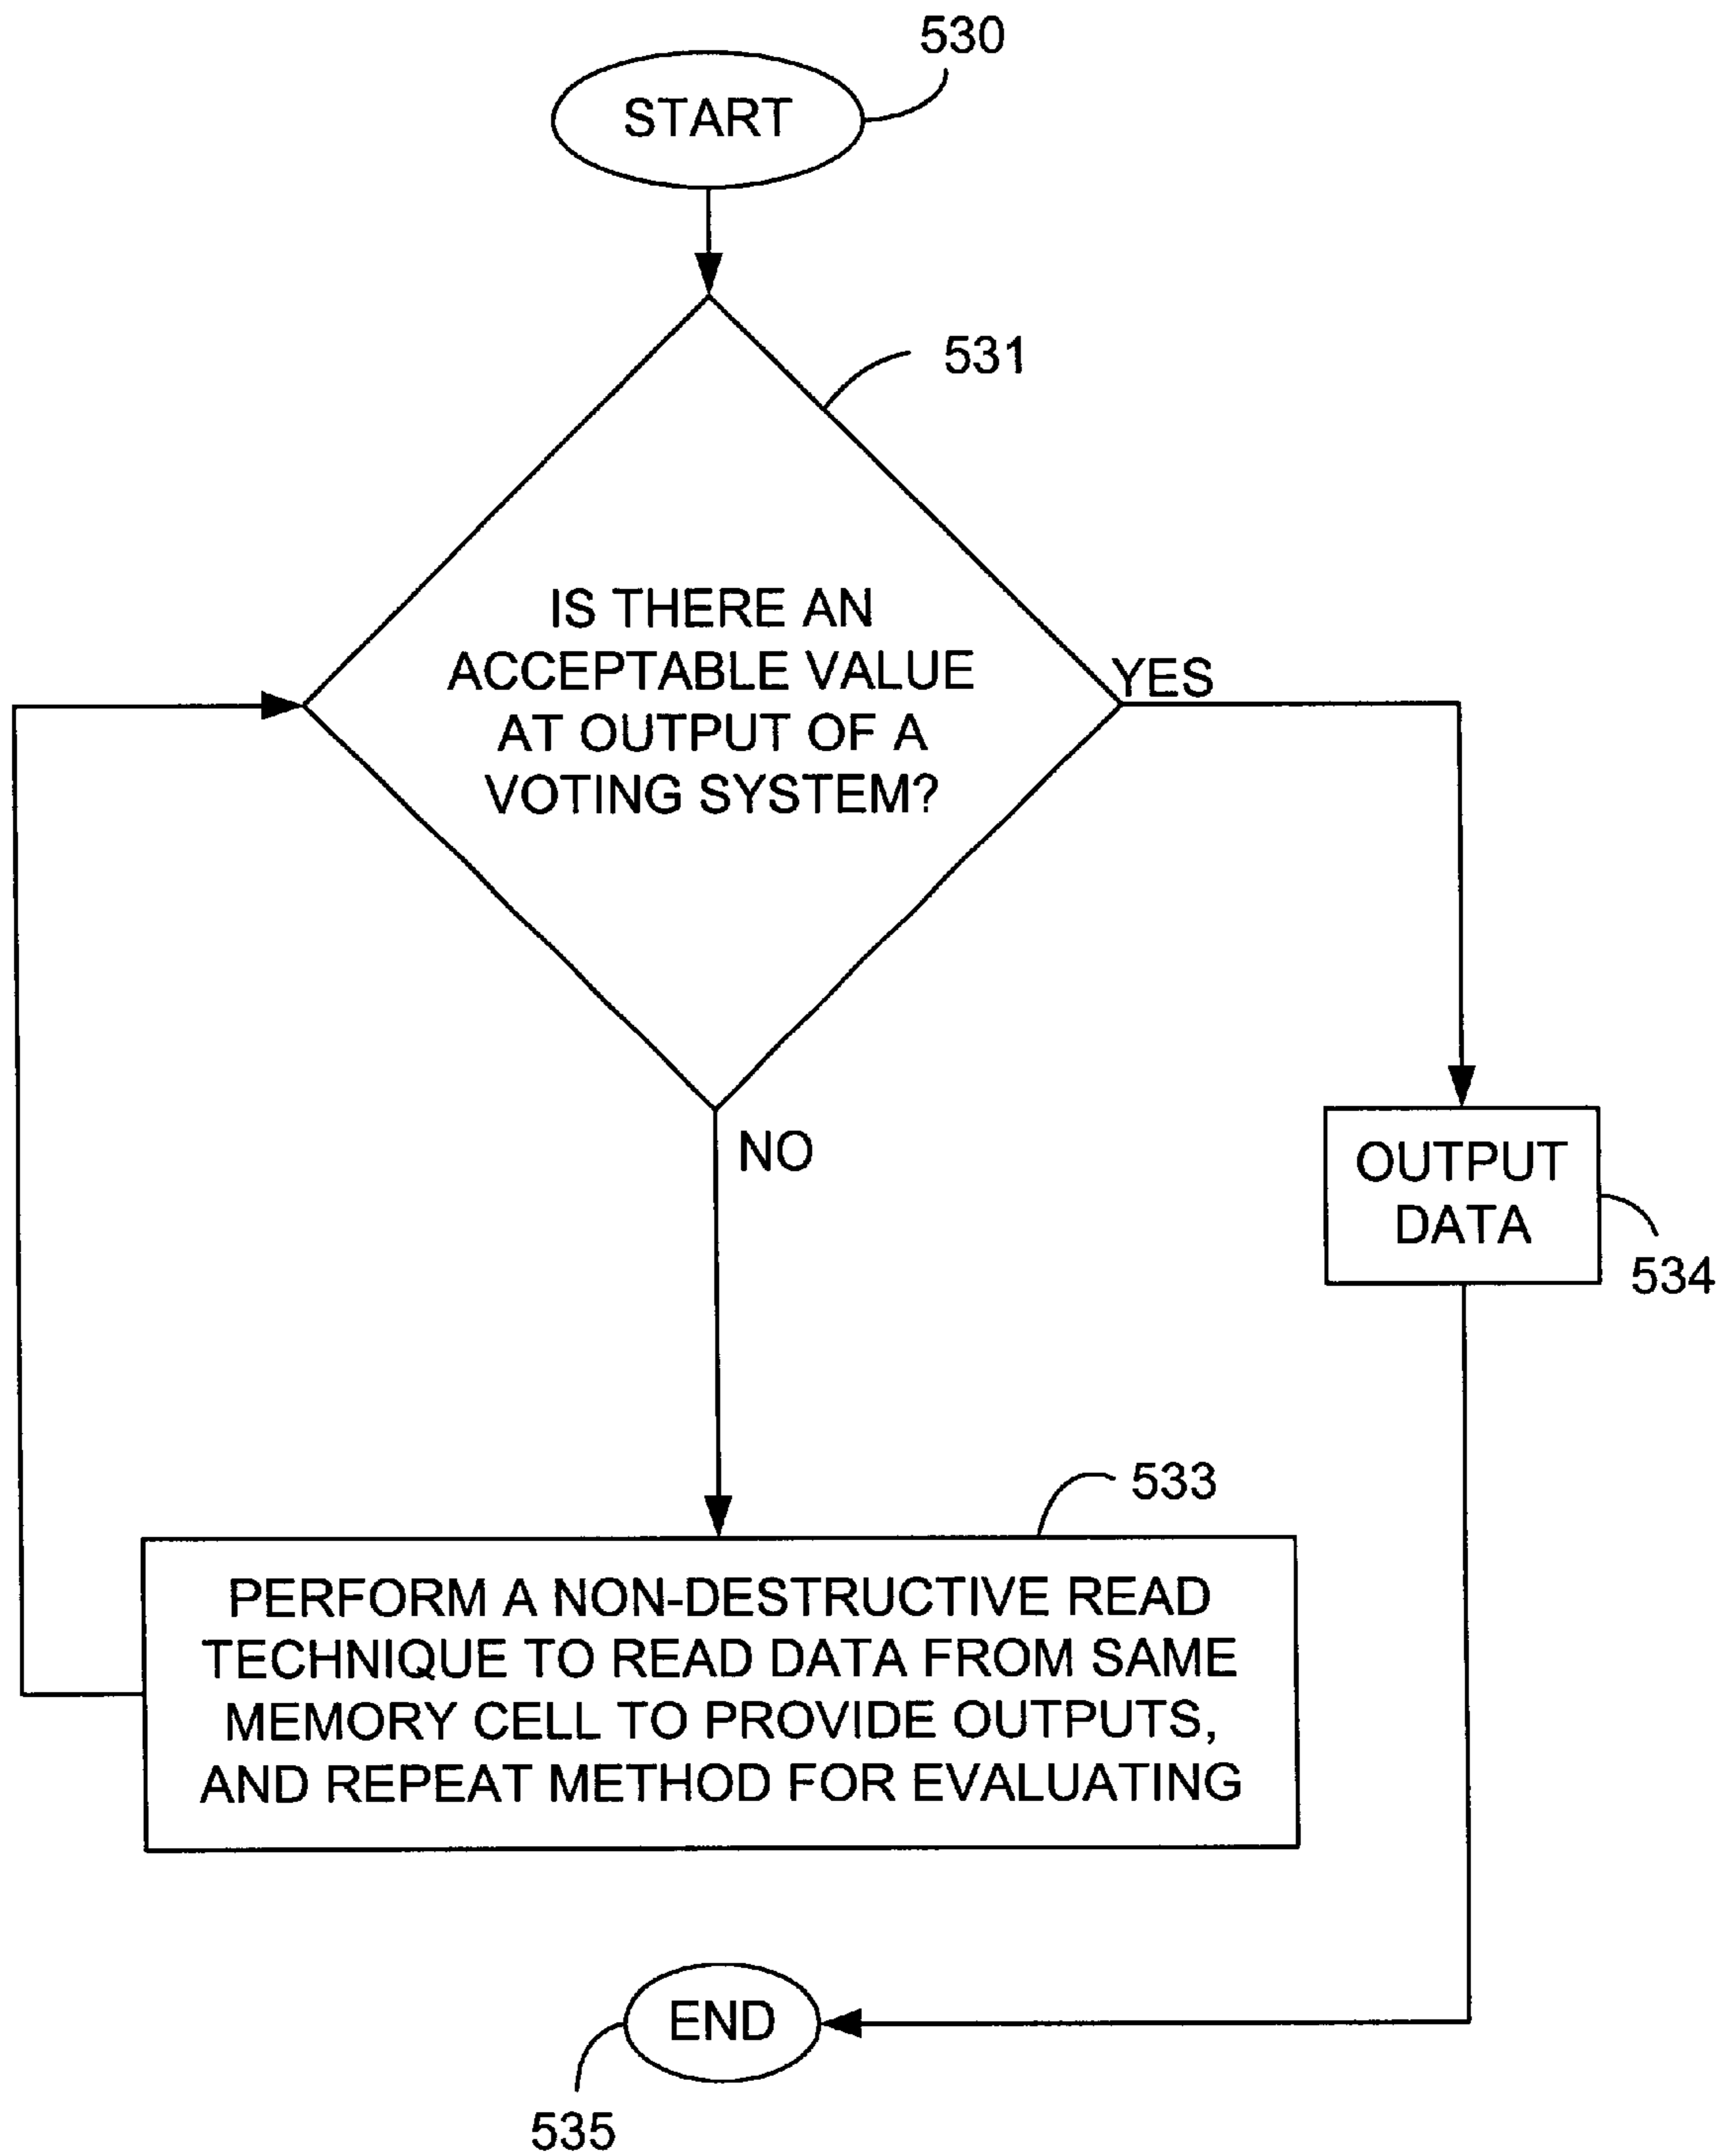 530
START
531
IS THERE AN
ACCEPTABLE VALUE
AT OUTPUT OF A
VOTING SYSTEM?
YES
NO
OUTPUT
DATA
534
533
PERFORM A NON-DESTRUCTIVE READ
TECHNIQUE TO READ DATA FROM SAME
MEMORY CELL TO PROVIDE OUTPUTS,
AND REPEAT METHOD FOR EVALUATING
END
535